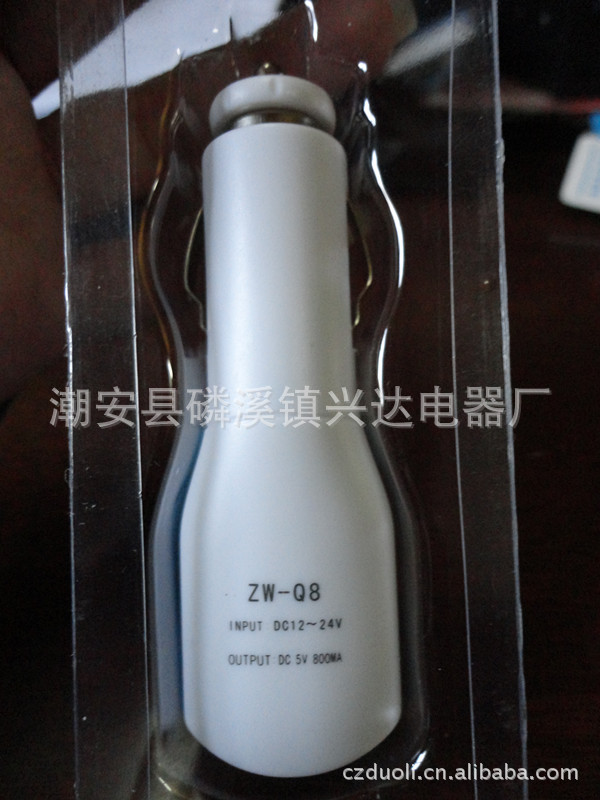 潮安县磷溪镇兴达电器厂
ZW-Q8
INPUT DC12～24V
OUTPUT:DC 5V 800MA
czduoli.cn.alibaba.com